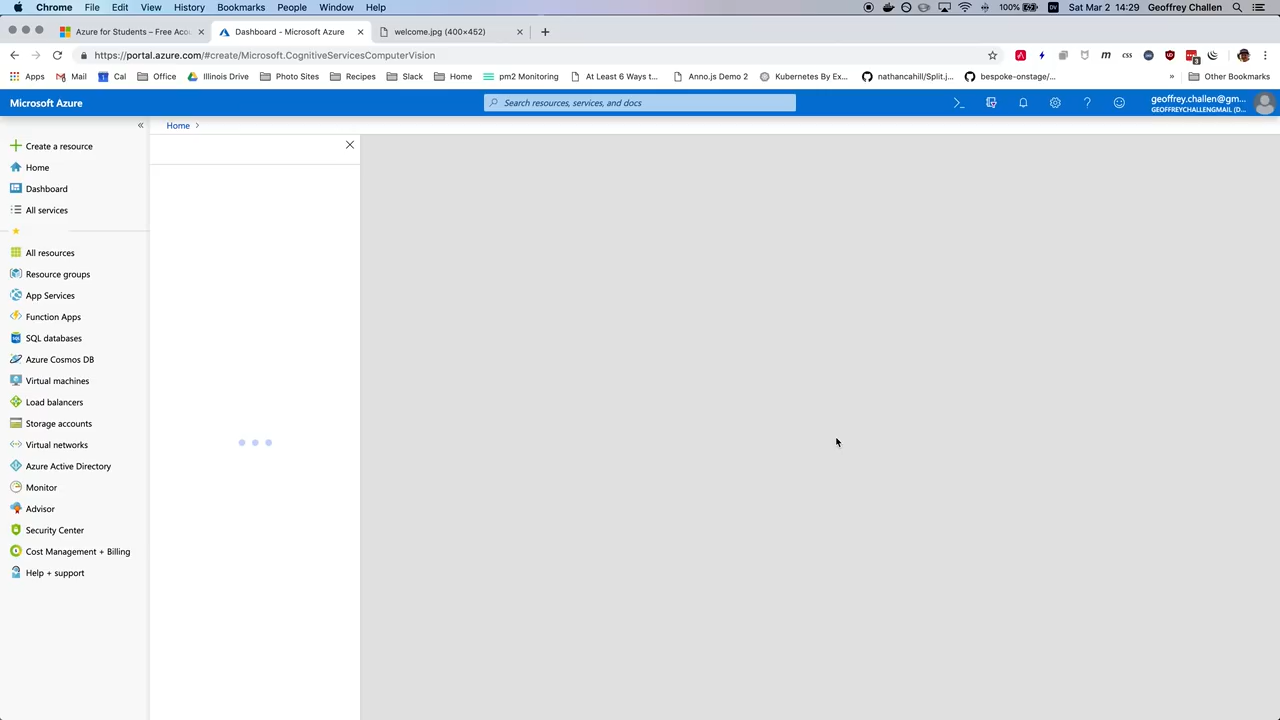 Chrome File Edit View History Bookmarks People Window Help 100% DV Sat Mar 2 14:29 Geoffrey Challen
Azure for Students – Free Acco Dashboard - Microsoft Azure welcome.jpg (400×452)
https://portal.azure.com/#create/Microsoft.CognitiveServicesComputerVision
Apps Mail Cal Office Illinois Drive Photo Sites Recipes Slack Home pm2 Monitoring At Least 6 Ways t... Anno.js Demo 2 Kubernetes By Ex... nathancahill/Split.j... bespoke-onstage/... » Other Bookmarks
Microsoft Azure Search resources, services, and docs geoffrey.challen@gm...
GEOFFREYCHALLENGMAIL (D...
« Home >
Create a resource
Home
Dashboard
All services
All resources
Resource groups
App Services
Function Apps
SQL databases
Azure Cosmos DB
Virtual machines
Load balancers
Storage accounts
Virtual networks
Azure Active Directory
Monitor
Advisor
Security Center
Cost Management + Billing
Help + support